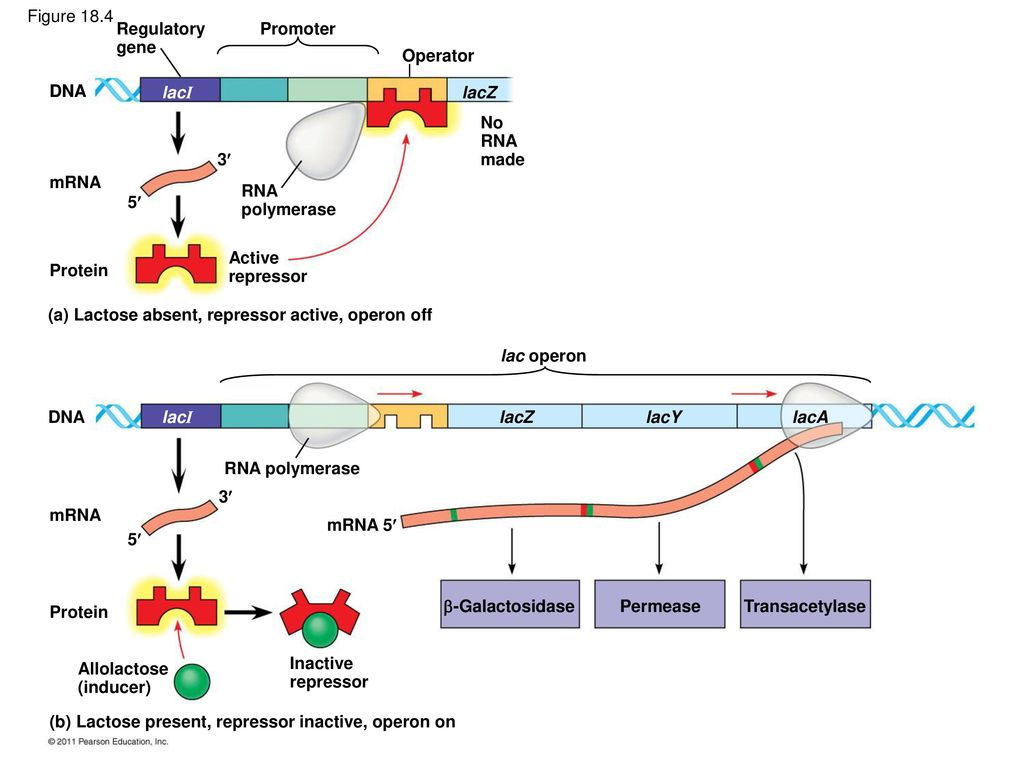 Figure 18.4
Regulatory
gene
Promoter
Operator
DNA
lacI
lacZ
No
RNA
made
3′
mRNA
5′
RNA
polymerase
Active
repressor
Protein
(a) Lactose absent, repressor active, operon off
lac operon
DNA
lacI
lacZ
lacY
lacA
RNA polymerase
3′
mRNA
5′
mRNA 5′
Protein
β-Galactosidase
Permease
Transacetylase
Allolactose
(inducer)
Inactive
repressor
(b) Lactose present, repressor inactive, operon on
© 2011 Pearson Education, Inc.